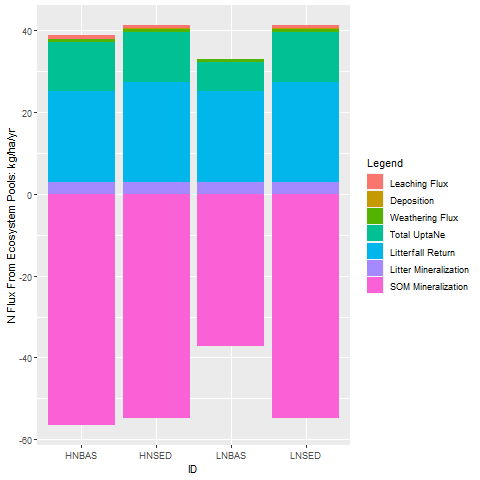 N Flux From Ecosystem Pools: kg/ha/yr
40
20
0
-20
-40
-60
HNBAS HNSED LNBAS LNSED
ID
Legend
Leaching Flux
Deposition
Weathering Flux
Total UptaNe
Litterfall Return
Litter Mineralization
SOM Mineralization